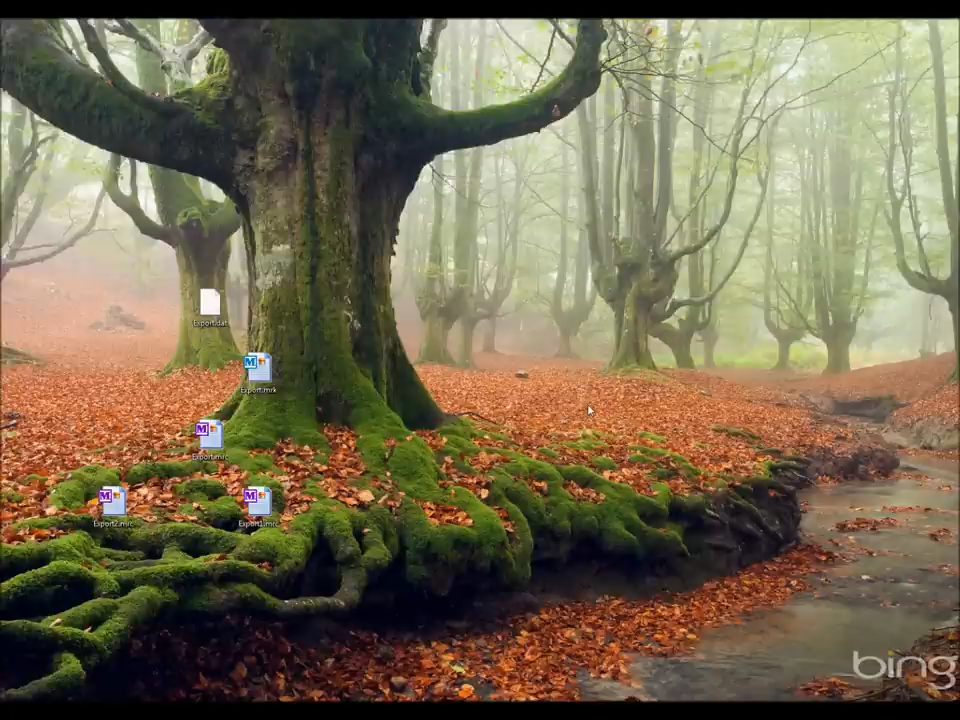 Export.dat
M
Export.mrk
M
Export.mrc
M
Export2.mrc
M
Export1.mrc
bing